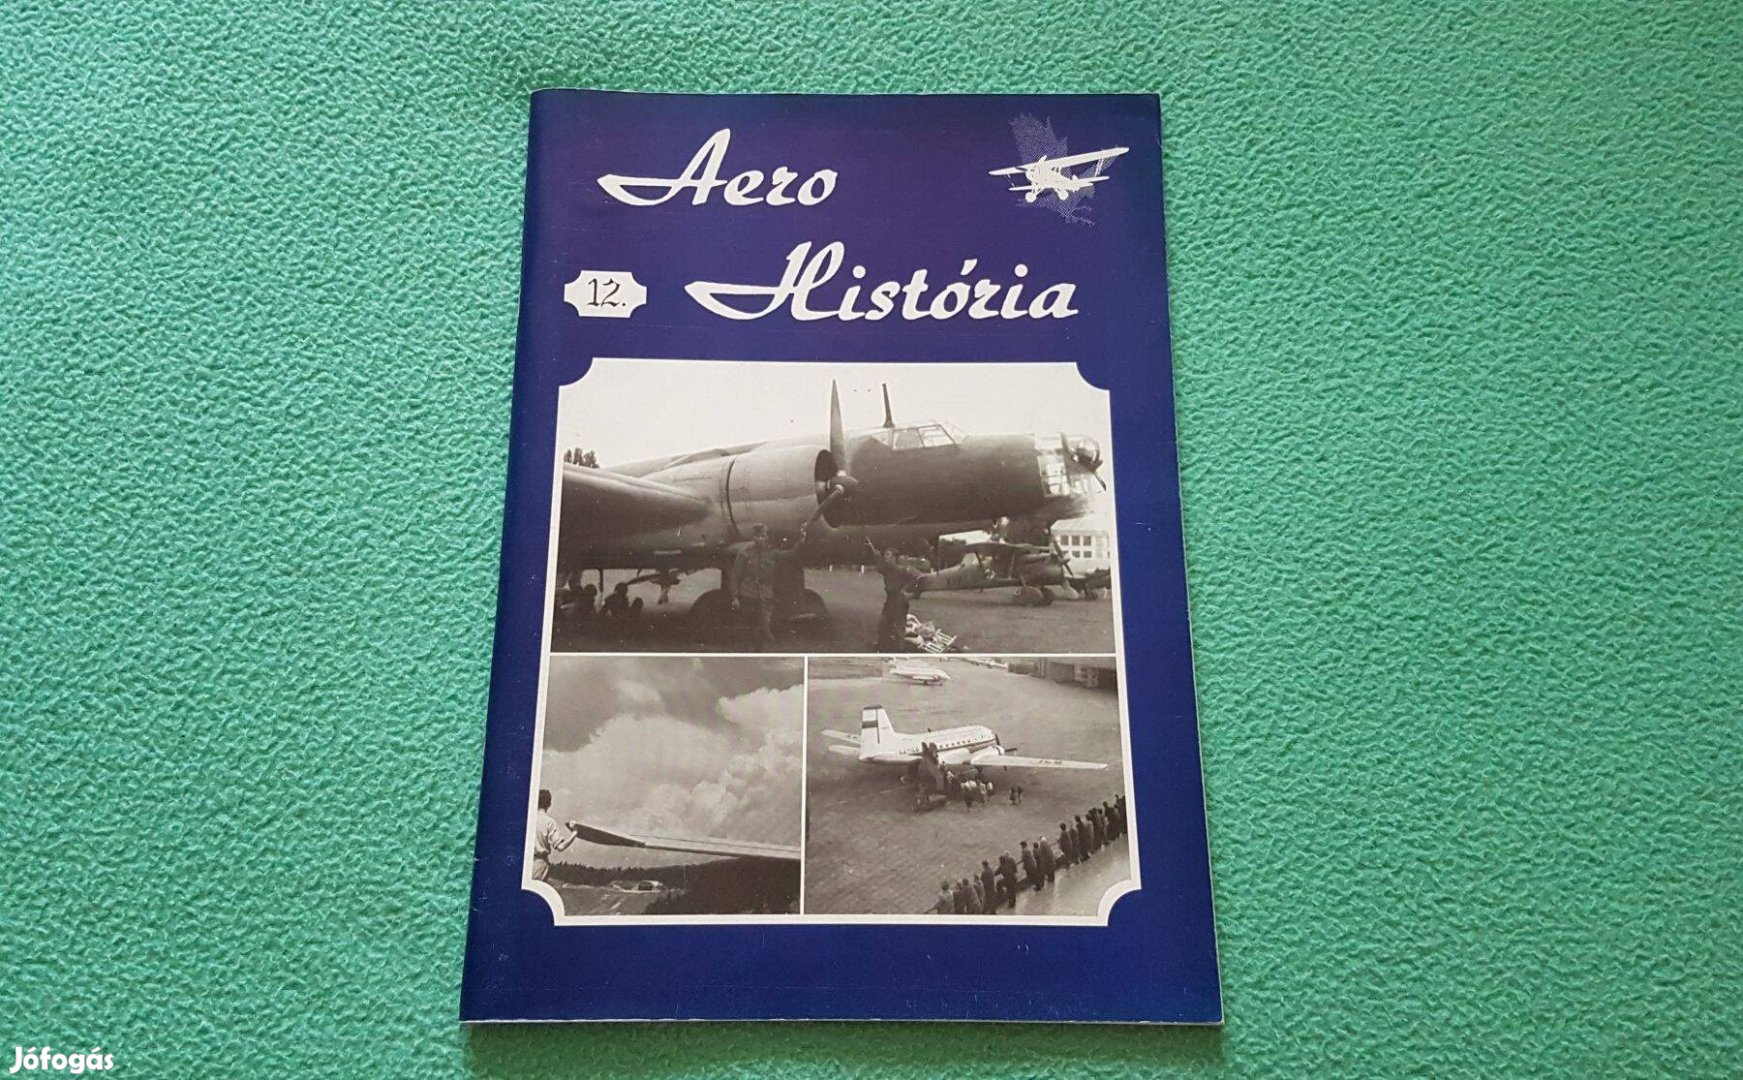 Aero
História
12.
Jófogás